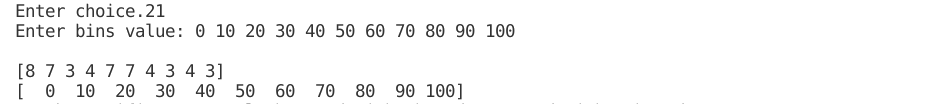 Enter choice.21
Enter bins value: 0 10 20 30 40 50 60 70 80 90 100
[8 7 3 4 7 7 4 3 4 3]
[  0  10  20  30  40  50  60  70  80  90 100]